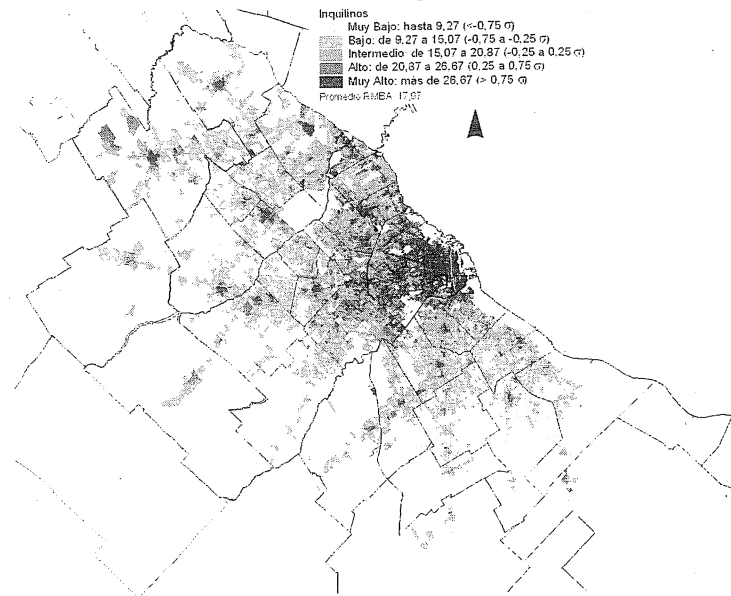 Inquilinos
Muy Bajo: hasta 9,27 (<-0,75 σ)
Bajo: de 9,27 a 15,07 (-0,75 a -0,25 σ)
Intermedio: de 15,07 a 20,87 (-0,25 a 0,25 σ)
Alto: de 20,87 a 26,67 (0,25 a 0,75 σ)
Muy Alto: más de 26,67 (> 0,75 σ)
Promedio RMBA 17,97